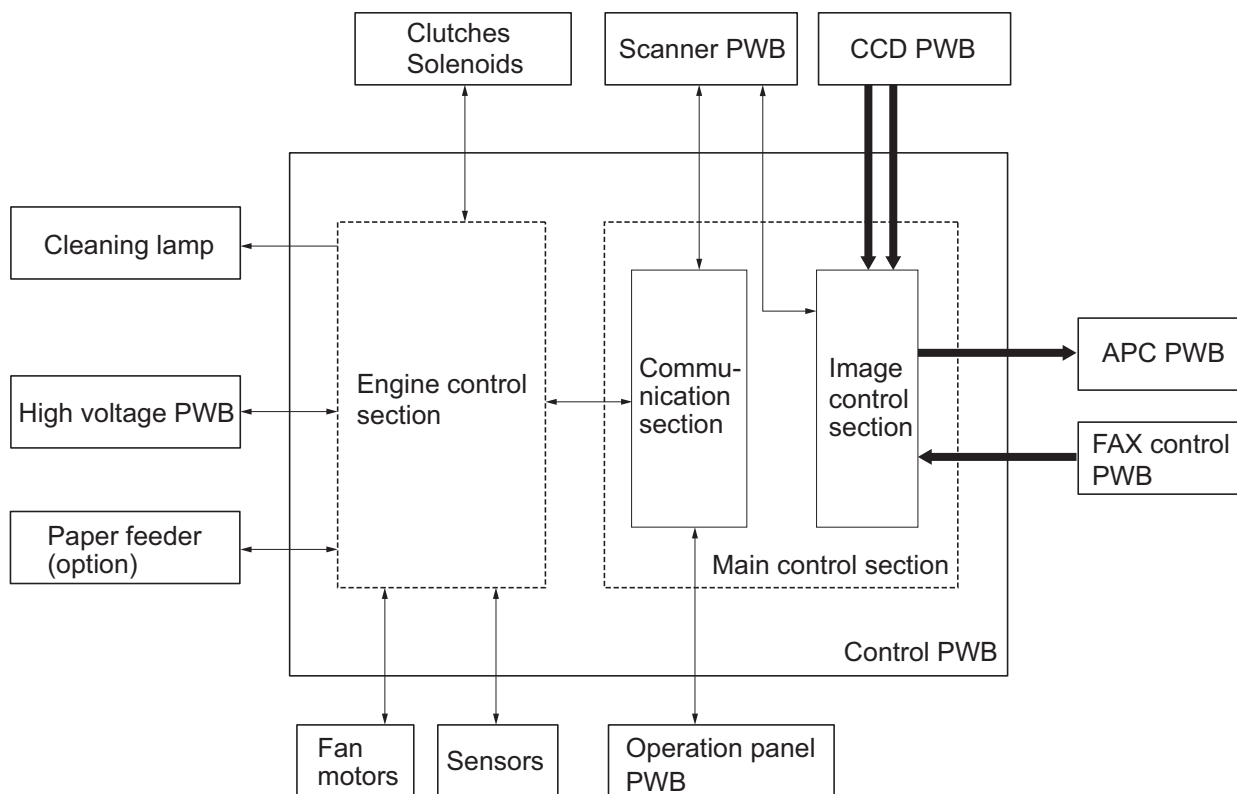 Clutches
Solenoids
Scanner PWB
CCD PWB
Cleaning lamp
High voltage PWB
Paper feeder
(option)
Engine control
section
Commu-
nication
section
Image
control
section
Main control section
Control PWB
APC PWB
FAX control
PWB
Fan
motors
Sensors
Operation panel
PWB